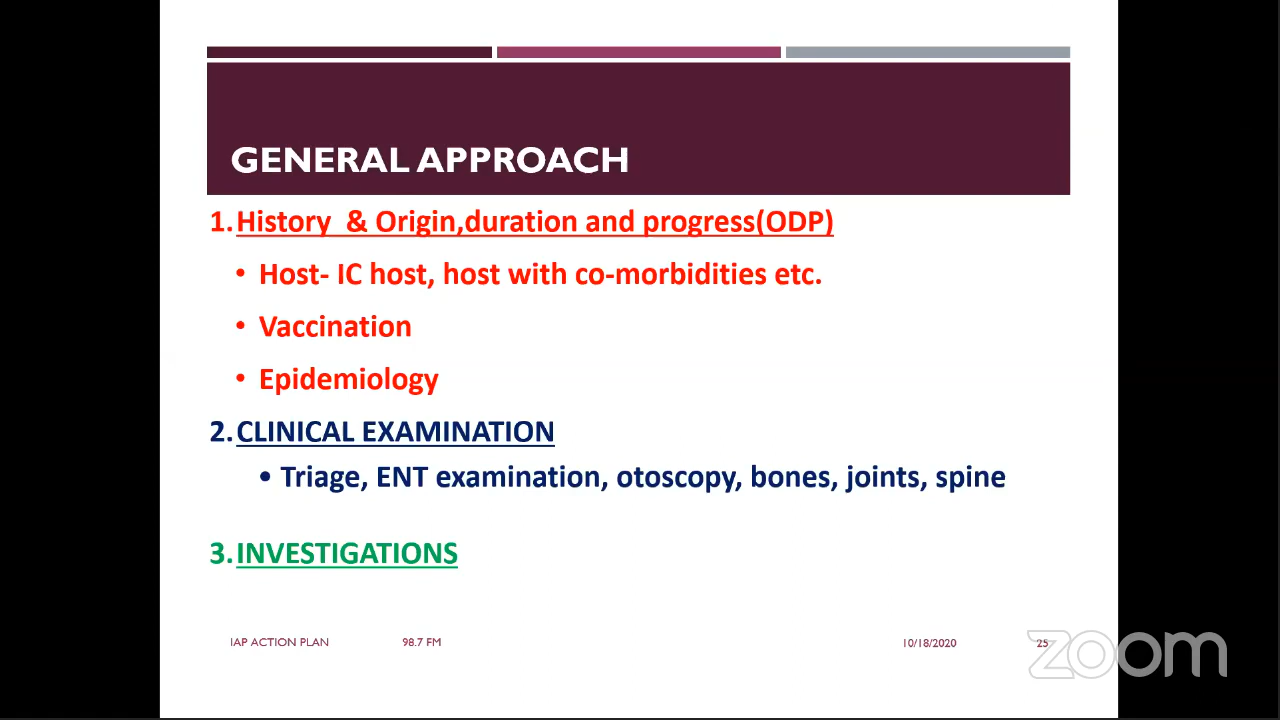 GENERAL APPROACH
1. History & Origin,duration and progress(ODP)
• Host- IC host, host with co-morbidities etc.
• Vaccination
• Epidemiology
2. CLINICAL EXAMINATION
• Triage, ENT examination, otoscopy, bones, joints, spine
3. INVESTIGATIONS
IAP ACTION PLAN 98.7 FM 10/18/2020 25
zoom